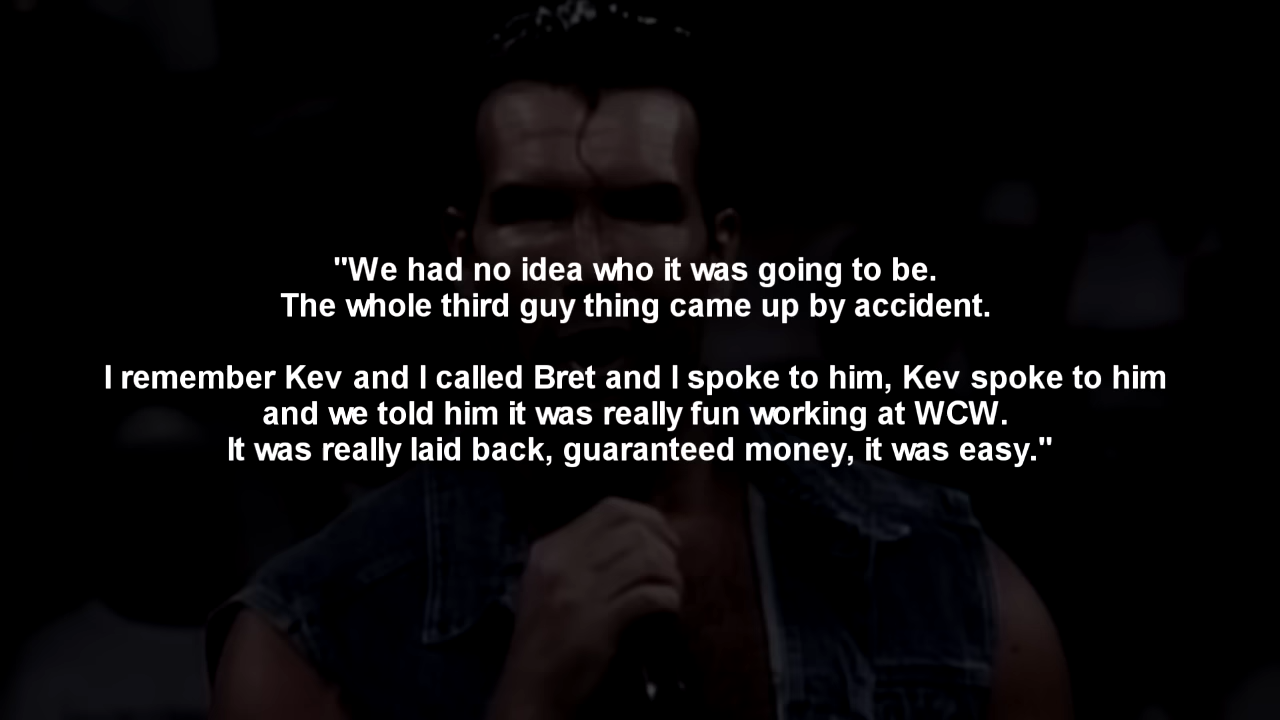 "We had no idea who it was going to be.
The whole third guy thing came up by accident.
I remember Kev and I called Bret and I spoke to him, Kev spoke to him
and we told him it was really fun working at WCW.
It was really laid back, guaranteed money, it was easy."